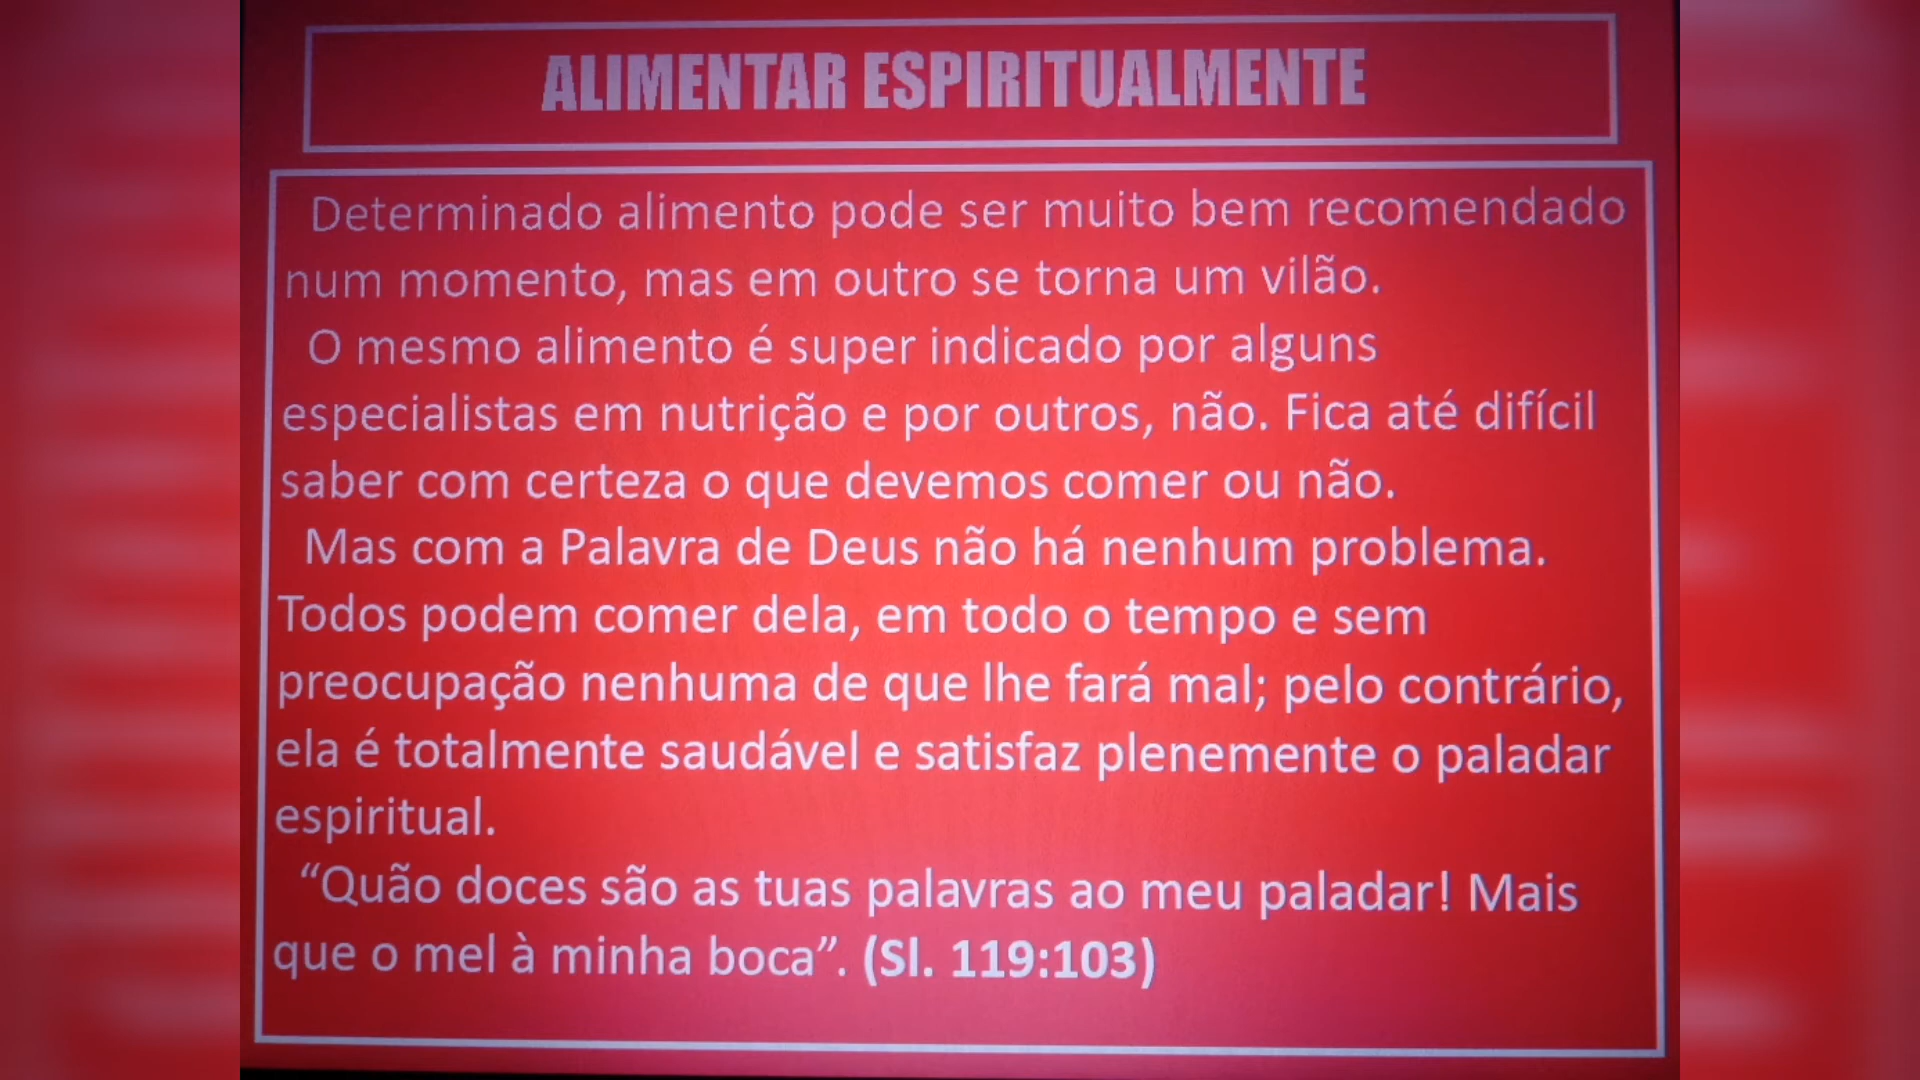 ALIMENTAR ESPIRITUALMENTE
Determinado alimento pode ser muito bem recomendado
num momento, mas em outro se torna um vilão.
O mesmo alimento é super indicado por alguns
especialistas em nutrição e por outros, não. Fica até difícil
saber com certeza o que devemos comer ou não.
Mas com a Palavra de Deus não há nenhum problema.
Todos podem comer dela, em todo o tempo e sem
preocupação nenhuma de que lhe fará mal; pelo contrário,
ela é totalmente saudável e satisfaz plenemente o paladar
espiritual.
“Quão doces são as tuas palavras ao meu paladar! Mais
que o mel à minha boca”. (Sl. 119:103)